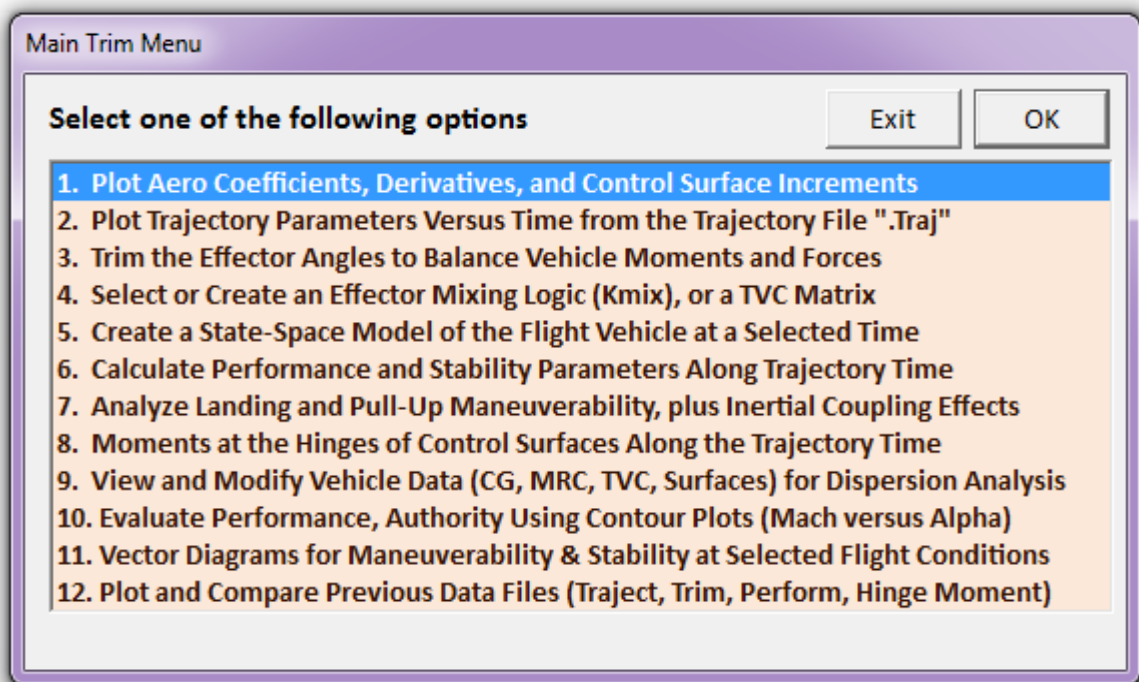 Main Trim Menu
Select one of the following options
Exit
OK
1. Plot Aero Coefficients, Derivatives, and Control Surface Increments
2. Plot Trajectory Parameters Versus Time from the Trajectory File ".Traj"
3. Trim the Effector Angles to Balance Vehicle Moments and Forces
4. Select or Create an Effector Mixing Logic (Kmix), or a TVC Matrix
5. Create a State-Space Model of the Flight Vehicle at a Selected Time
6. Calculate Performance and Stability Parameters Along Trajectory Time
7. Analyze Landing and Pull-Up Maneuverability, plus Inertial Coupling Effects
8. Moments at the Hinges of Control Surfaces Along the Trajectory Time
9. View and Modify Vehicle Data (CG, MRC, TVC, Surfaces) for Dispersion Analysis
10. Evaluate Performance, Authority Using Contour Plots (Mach versus Alpha)
11. Vector Diagrams for Maneuverability & Stability at Selected Flight Conditions
12. Plot and Compare Previous Data Files (Traject, Trim, Perform, Hinge Moment)